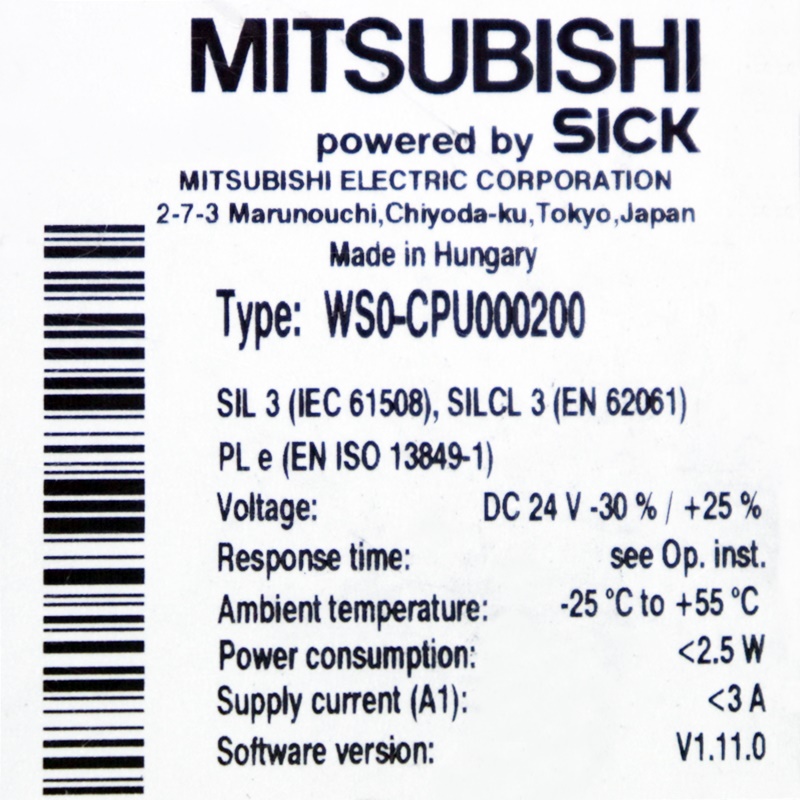 MITSUBISHI
powered by SICK
MITSUBISHI ELECTRIC CORPORATION
2-7-3 Marunouchi,Chiyoda-ku,Tokyo,Japan
Made in Hungary
Type: WS0-CPU000200
SIL 3 (IEC 61508), SILCL 3 (EN 62061)
PL e (EN ISO 13849-1)
Voltage: DC 24 V -30 % / +25 %
Response time: see Op. inst.
Ambient temperature: -25 °C to +55 °C
Power consumption: <2.5 W
Supply current (A1): <3 A
Software version: V1.11.0